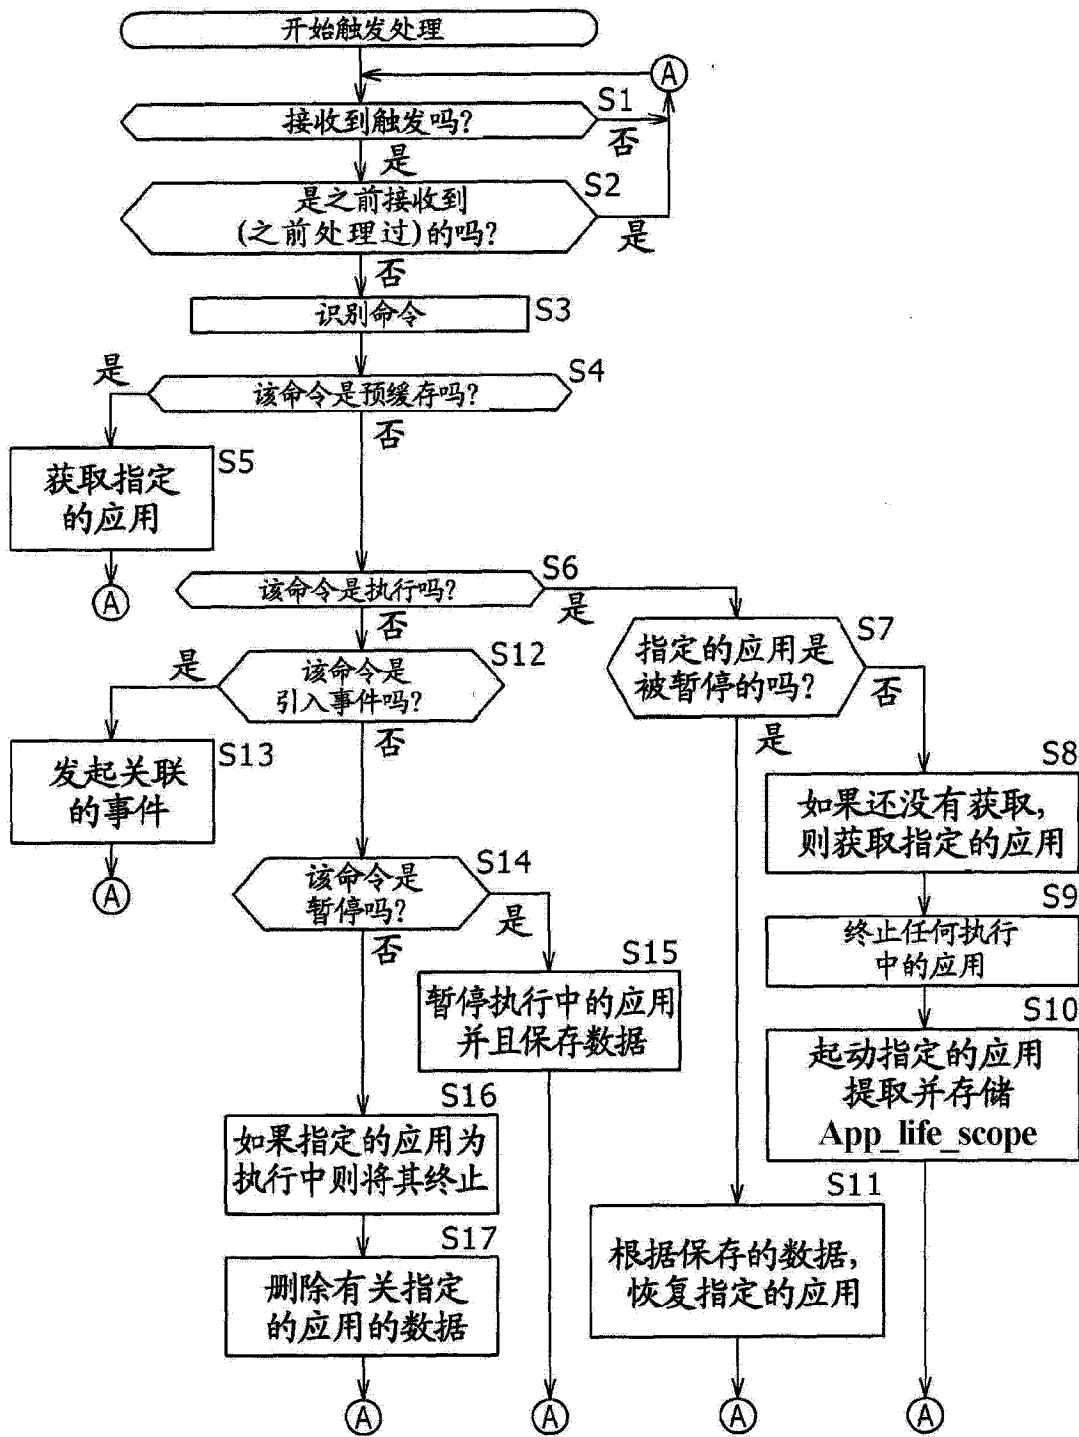 开始触发处理
A
S1
接收到触发吗?
否
是
S2
是之前接收到
(之前处理过)的吗?
是
否
识别命令
S3
是
S4
该命令是预缓存吗?
否
S5
获取指定
的应用
A
S6
该命令是执行吗?
是
否
S7
指定的应用是
被暂停的吗?
否
是
S12
是
该命令是
引入事件吗?
否
S13
发起关联
的事件
A
S8
如果还没有获取,
则获取指定的应用
S9
终止任何执行
中的应用
S10
起动指定的应用
提取并存储
App_life_scope
S14
该命令是
暂停吗?
是
否
S15
暂停执行中的应用
并且保存数据
S16
如果指定的应用为
执行中则将其终止
S17
删除有关指定
的应用的数据
S11
根据保存的数据,
恢复指定的应用
A
A
A
A